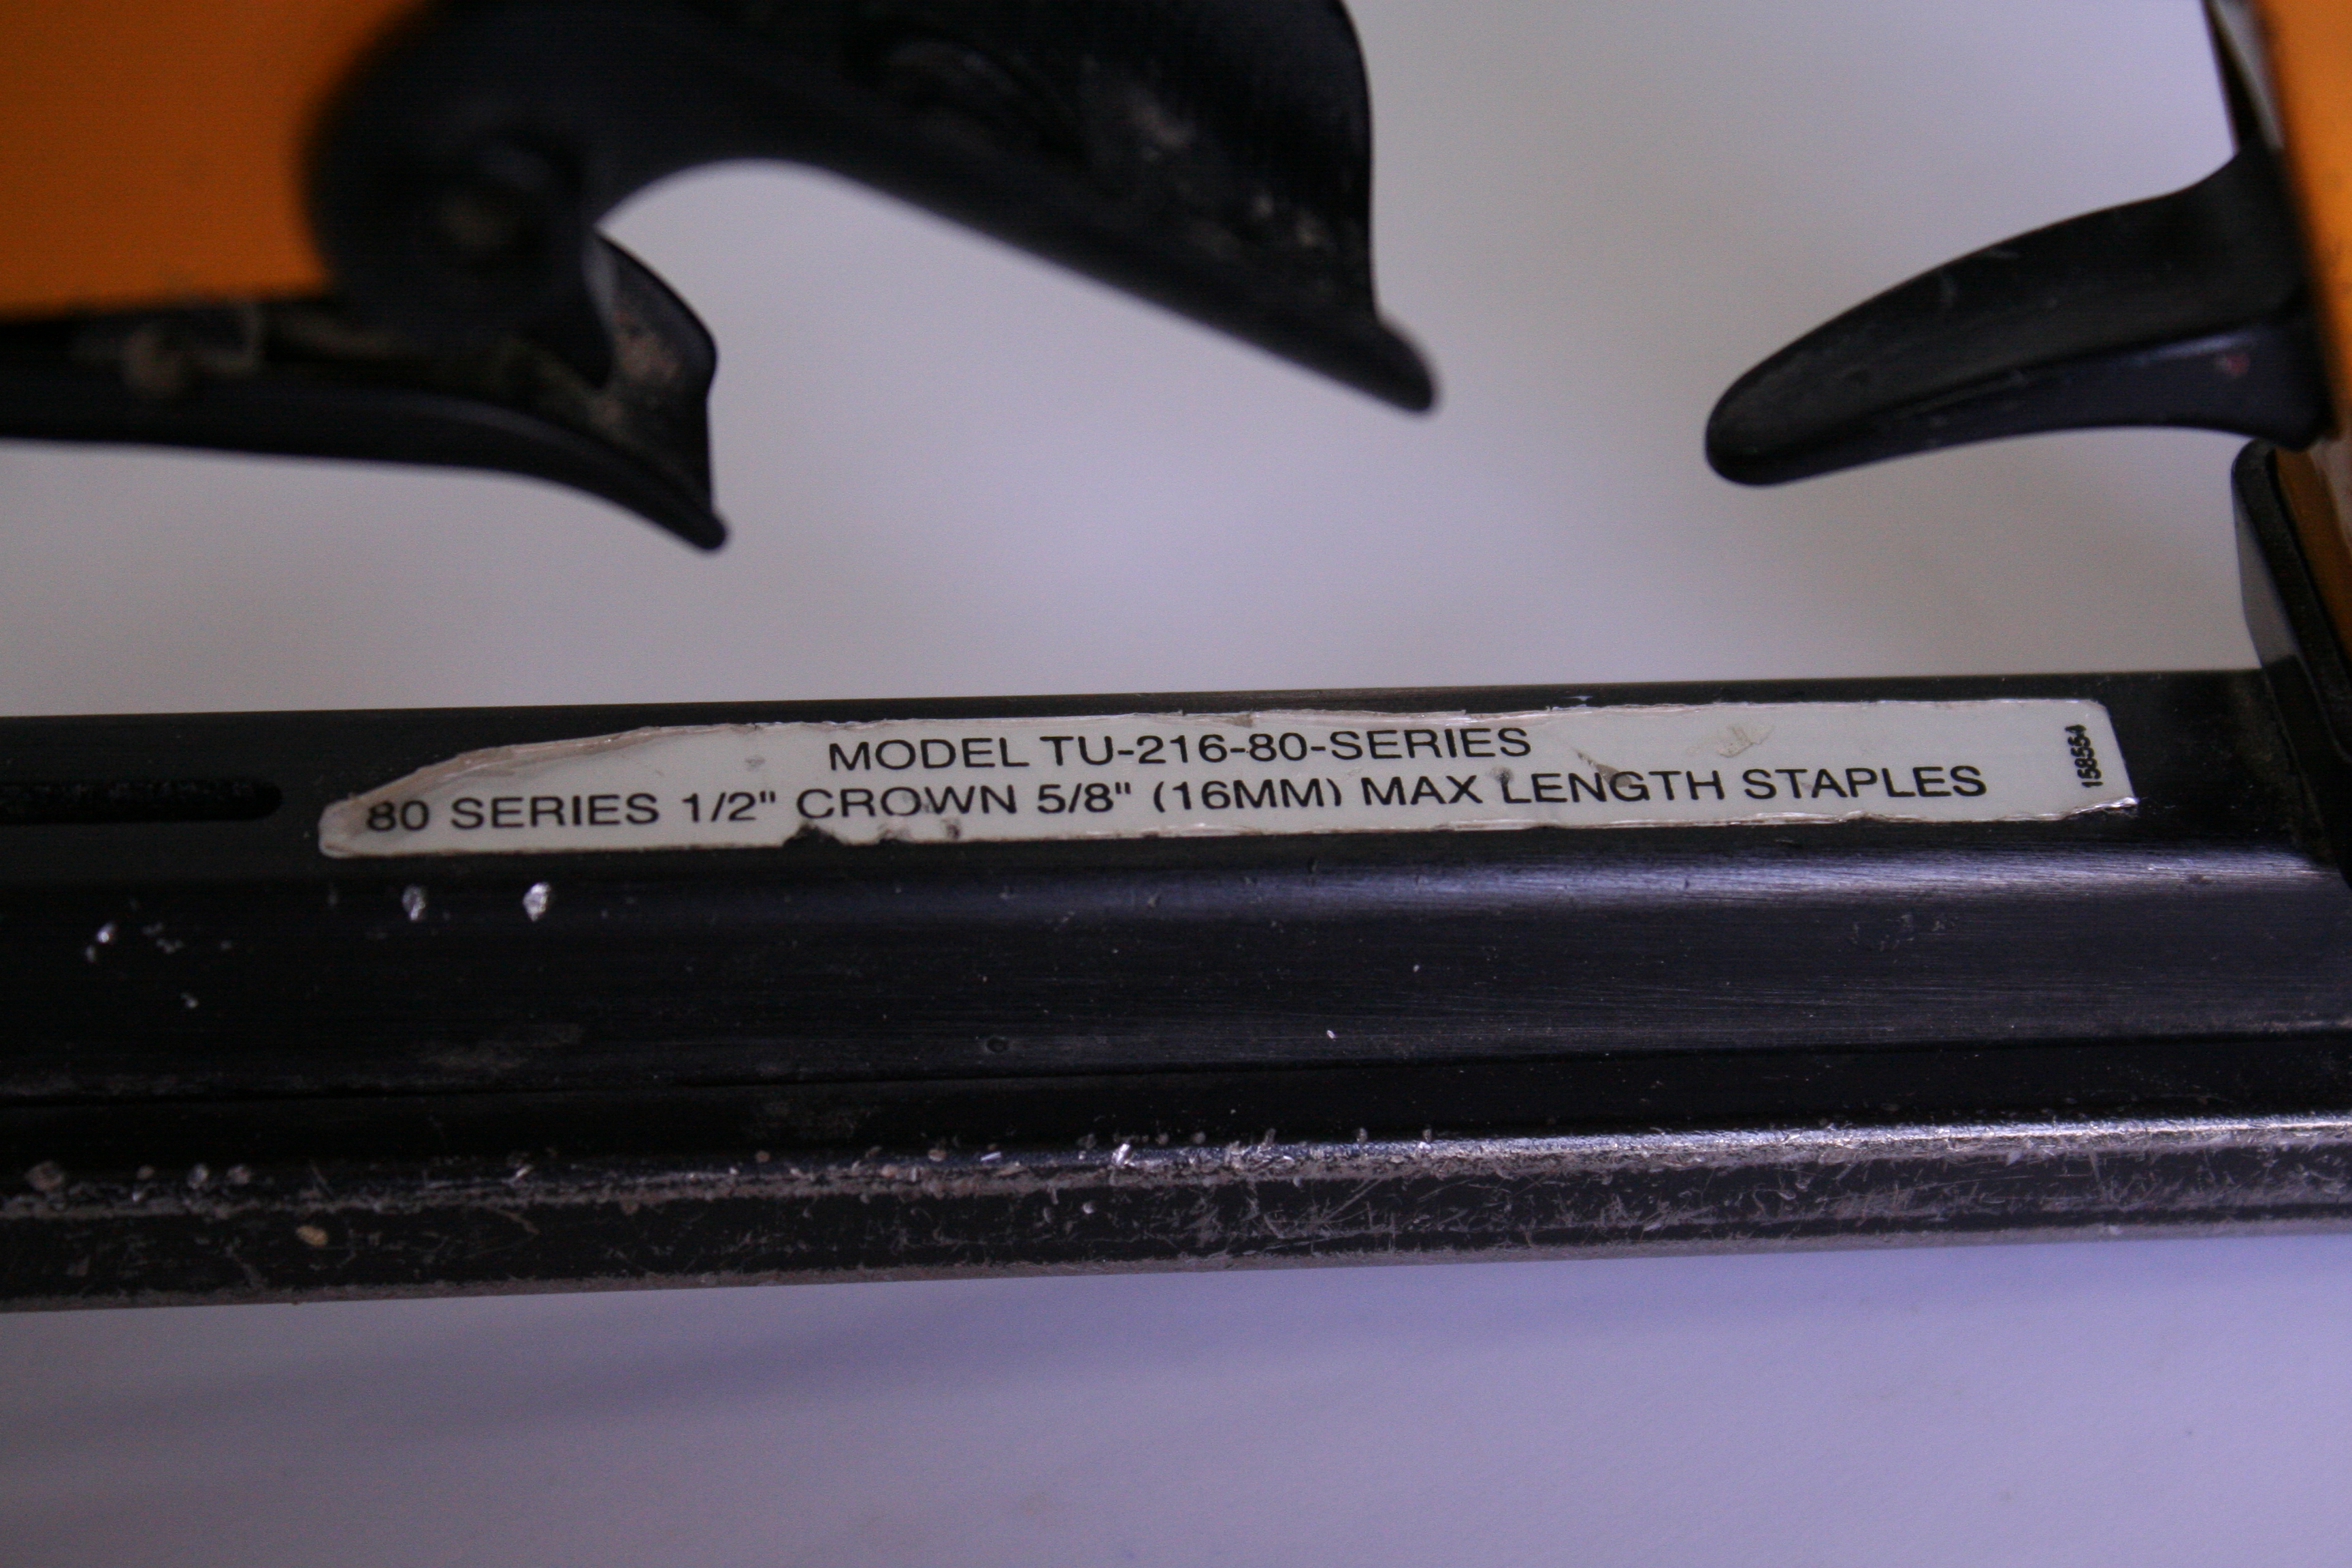 MODEL TU-216-80-SERIES
80 SERIES 1/2" CROWN 5/8" (16MM) MAX LENGTH STAPLES
158554